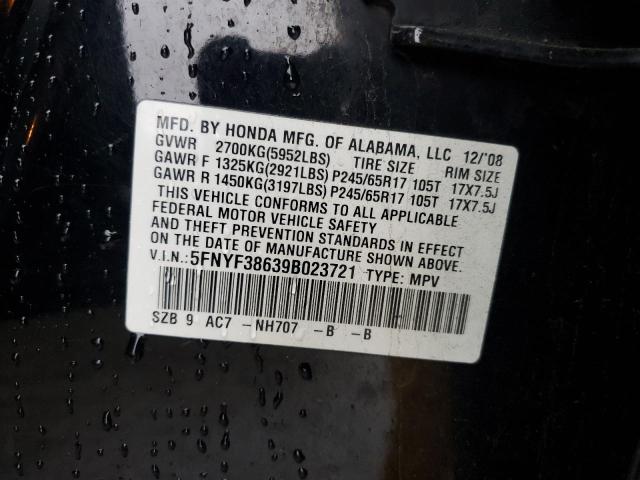 MFD. BY HONDA MFG. OF ALABAMA, LLC 12/'08
GVWR 2700KG(5952LBS) TIRE SIZE RIM SIZE
GAWR F 1325KG(2921LBS) P245/65R17 105T 17X7.5J
GAWR R 1450KG(3197LBS) P245/65R17 105T 17X7.5J
THIS VEHICLE CONFORMS TO ALL APPLICABLE
FEDERAL MOTOR VEHICLE SAFETY
AND THEFT PREVENTION STANDARDS IN EFFECT
ON THE DATE OF MANUFACTURE SHOWN ABOVE.
V.I.N.: 5FNYF38639B023721 TYPE: MPV
SZB 9 AC7 -NH707 -B -B